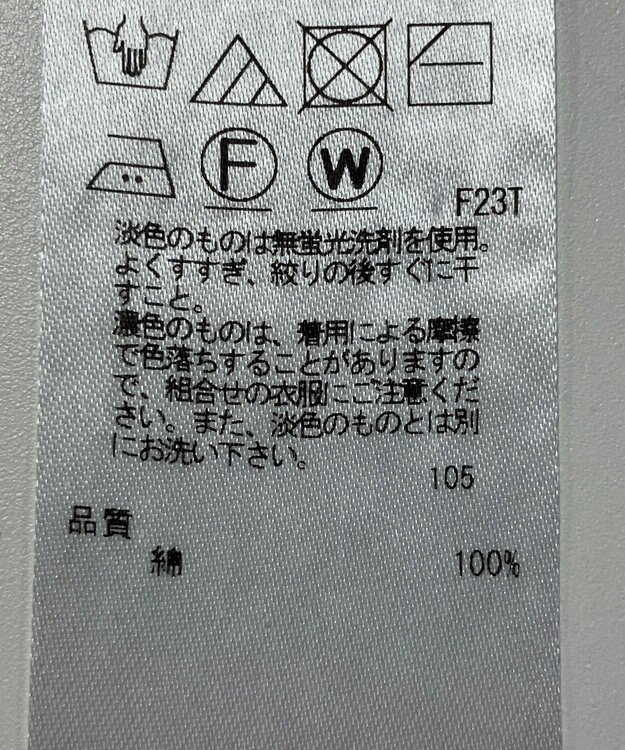 F
W
F23T
淡色のものは無蛍光洗剤を使用。
よくすすぎ、絞りの後すぐに干
すこと。
濃色のものは、着用による摩擦
で色落ちすることがありますの
で、組合せの衣服にご注意くだ
さい。また、淡色のものとは別
にお洗い下さい。
105
品質
綿 100%